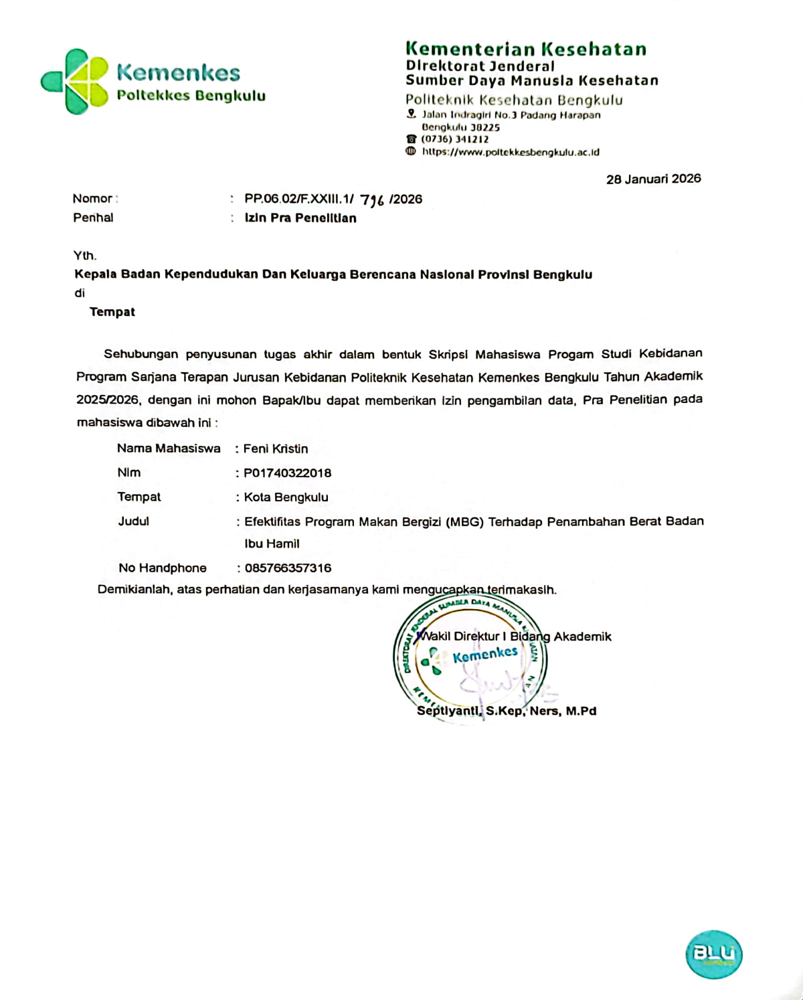 Kemenkes
Poltekkes Bengkulu
Kementerian Kesehatan
Direktorat Jenderal
Sumber Daya Manusia Kesehatan
Politeknik Kesehatan Bengkulu
Jalan Indragiri No.3 Padang Harapan
Bengkulu 38225
(0736) 341212
https://www.poltekkesbengkulu.ac.id
28 Januari 2026
Nomor : : PP.06.02/F.XXIII.1/ 796 /2026
Perihal : Izin Pra Penelitian
Yth.
Kepala Badan Kependudukan Dan Keluarga Berencana Nasional Provinsi Bengkulu
di
Tempat
Sehubungan penyusunan tugas akhir dalam bentuk Skripsi Mahasiswa Progam Studi Kebidanan
Program Sarjana Terapan Jurusan Kebidanan Politeknik Kesehatan Kemenkes Bengkulu Tahun Akademik
2025/2026, dengan ini mohon Bapak/Ibu dapat memberikan izin pengambilan data, Pra Penelitian pada
mahasiswa dibawah ini :
Nama Mahasiswa : Feni Kristin
Nim : P01740322018
Tempat : Kota Bengkulu
Judul : Efektifitas Program Makan Bergizi (MBG) Terhadap Penambahan Berat Badan
Ibu Hamil
No Handphone : 085766357316
Demikianlah, atas perhatian dan kerjasamanya kami mengucapkan terimakasih.
DIREKTORAT JENDERAL SUMBER DAYA MANUSIA KESEHATAN
Wakil Direktur I Bidang Akademik
Kemenkes
Septiyanti, S.Kep, Ners, M.Pd
BLU